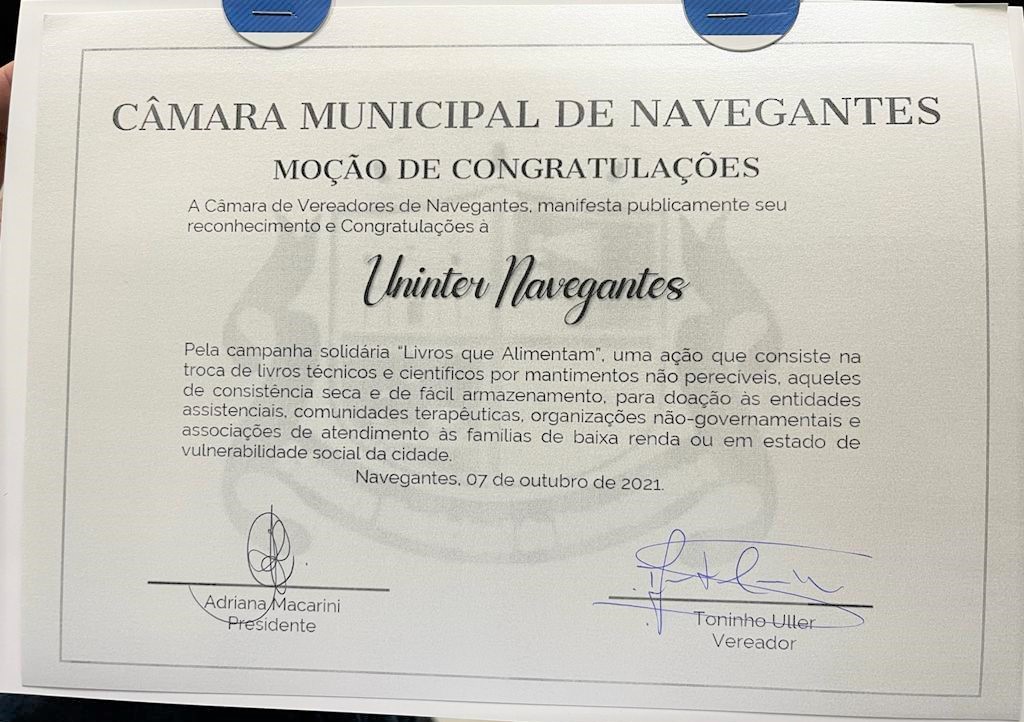 CÂMARA MUNICIPAL DE NAVEGANTES
MOÇÃO DE CONGRATULAÇÕES
A Câmara de Vereadores de Navegantes, manifesta publicamente seu
reconhecimento e Congratulações à
Uninter Navegantes
Pela campanha solidária “Livros que Alimentam”, uma ação que consiste na
troca de livros técnicos e científicos por mantimentos não perecíveis, aqueles
de consistência seca e de fácil armazenamento, para doação às entidades
assistenciais, comunidades terapêuticas, organizações não-governamentais e
associações de atendimento às famílias de baixa renda ou em estado de
vulnerabilidade social da cidade.
Navegantes, 07 de outubro de 2021.
Adriana Macarini
Presidente
Toninho Uller
Vereador